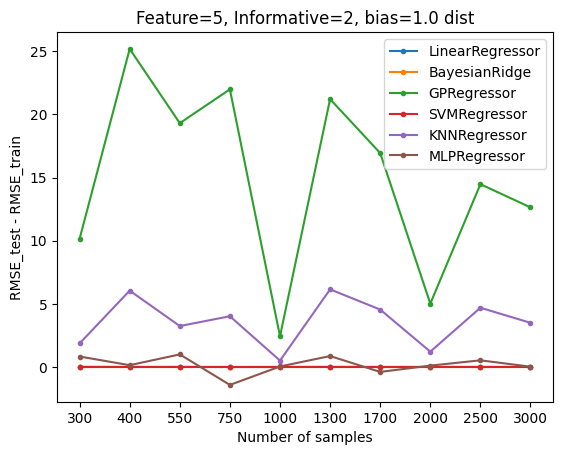 Feature=5, Informative=2, bias=1.0 dist
LinearRegressor
BayesianRidge
GPRegressor
SVMRegressor
KNNRegressor
MLPRegressor
RMSE_test - RMSE_train
25
20
15
10
5
0
300 400 550 750 1000 1300 1700 2000 2500 3000
Number of samples